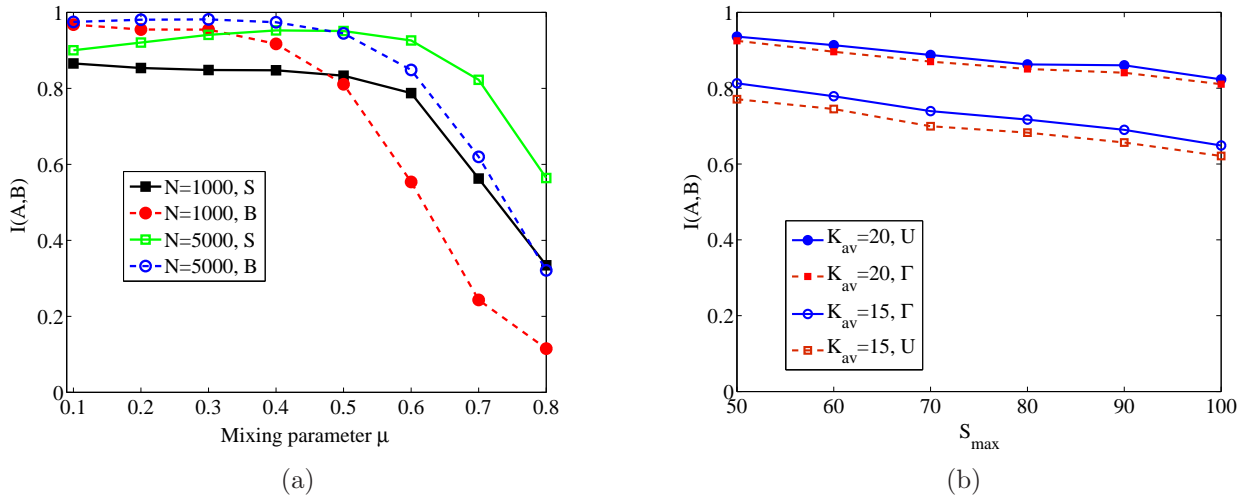 1
0.8
0.6
0.4
0.2
0
I(A,B)
N=1000, S
N=1000, B
N=5000, S
N=5000, B
0.1 0.2 0.3 0.4 0.5 0.6 0.7 0.8
Mixing parameter μ
(a)
1
0.8
0.6
0.4
0.2
0
I(A,B)
K_av=20, U
K_av=20, Γ
K_av=15, Γ
K_av=15, U
50 60 70 80 90 100
S_max
(b)